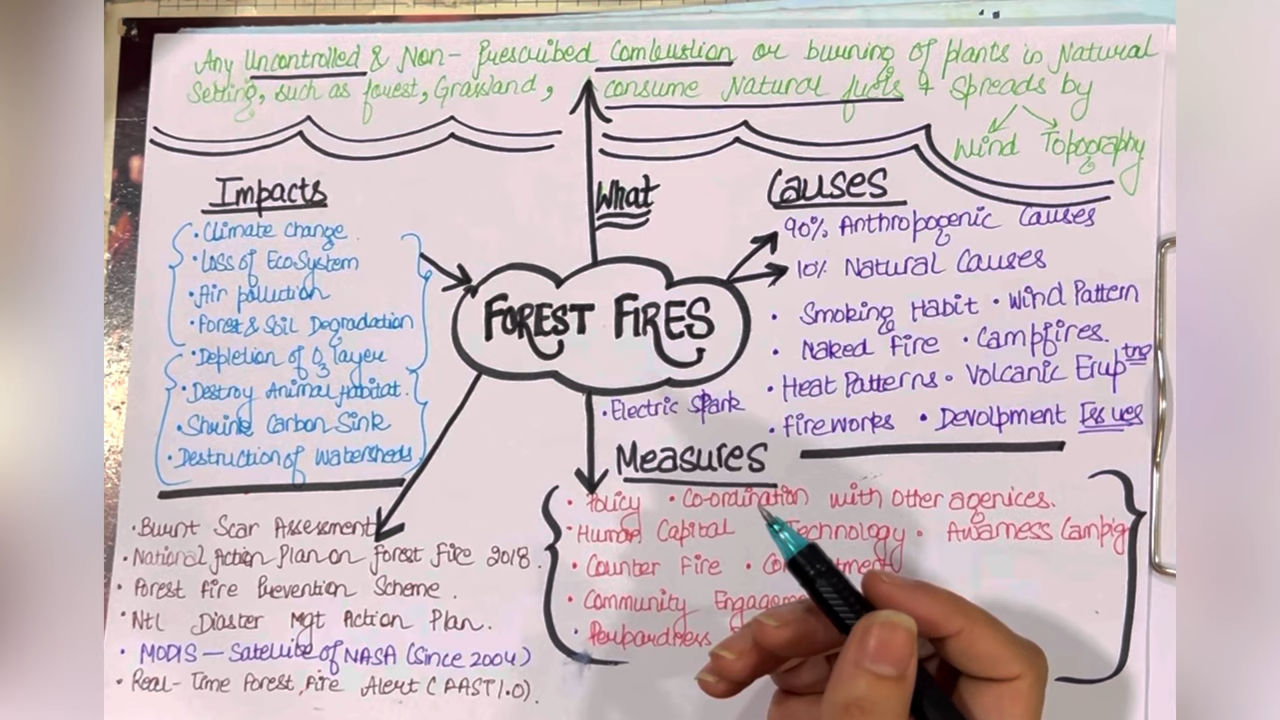 Any Uncontrolled & Non-Prescribed Combustion or burning of plants in Natural
Setting, such as forest, Grassland, consume Natural fuels & Spreads by
Wind Topography
What
Impacts
• Climate change
• Loss of EcoSystem
• Air pollution
• Forest & Soil Degradation
• Depletion of O3 layer
• Destroy Animal Habitat.
• Shrink Carbon Sink
• Destruction of Watersheds
FOREST FIRES
Causes
90% Anthropogenic Causes
10% Natural Causes
• Smoking Habit • Wind Pattern
• Naked Fire • Campfires.
• Heat Patterns • Volcanic Eruptns
• Electric Spark
• fireworks • Devolpment Issues
Measures
• Policy • Co-ordination with other agenices.
• Human Capital Technology • Awarness Campig
• Counter Fire
• Community
•
• Burnt Scar Assesement
• National Action Plan on forest fire 2018.
• Forest fire Prevention Scheme.
• Ntl Diaster Mgt Action Plan.
• MODIS – Satellite of NASA (Since 2004)
• Real-Time Forest Fire Alert (AAST 1.0).